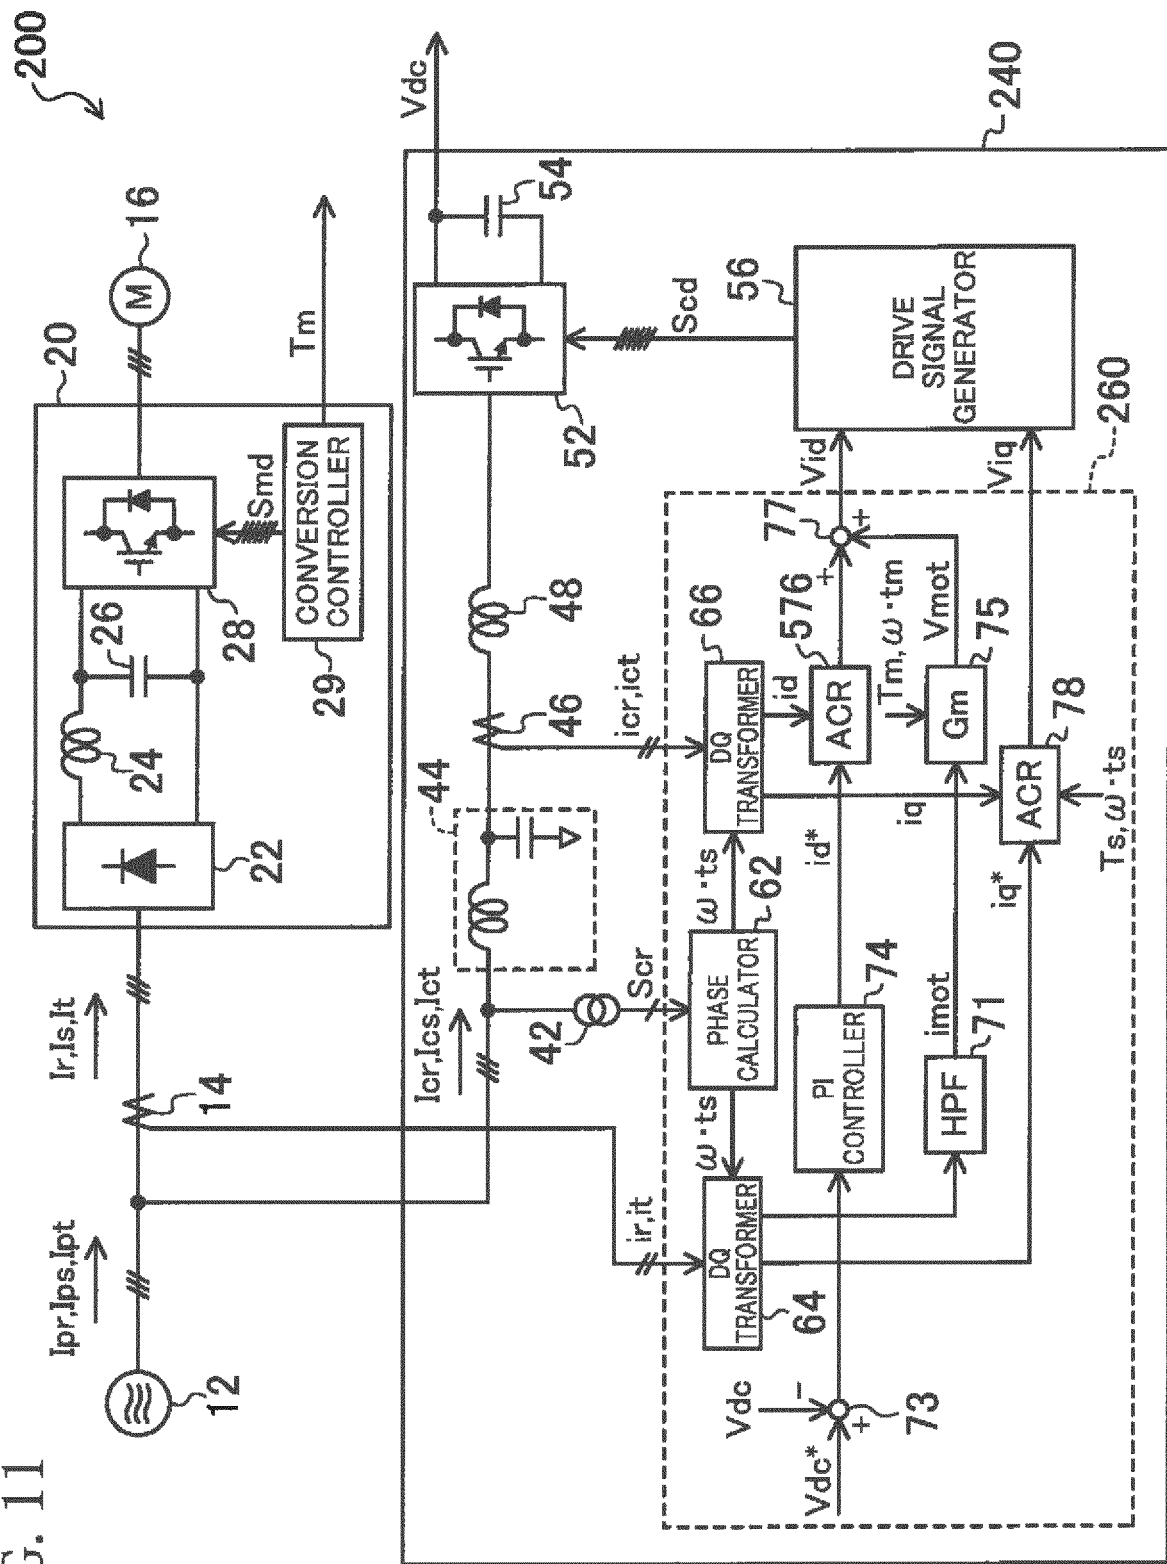 G. 11
200
12
Ipr,Ips,Ipt
14
Ir,Is,It
20
22
24
26
28
29
CONVERSION
CONTROLLER
Smd
Tm
M
16
240
Icr,Ics,Ict
42
Scr
44
46
icr,ict
48
52
54
Vdc
Scd
56
DRIVE
SIGNAL
GENERATOR
260
ir,it
DQ
TRANSFORMER
64
ω·ts
PHASE
CALCULATOR
62
ω·ts
DQ
TRANSFORMER
66
Vdc
−
Vdc*
+
73
PI
CONTROLLER
74
id*
id
ACR
576
+
77
+
Vid
HPF
71
imot
Gm
75
Tm,ω·tm
Vmot
iq
iq*
ACR
78
Ts,ω·ts
Viq